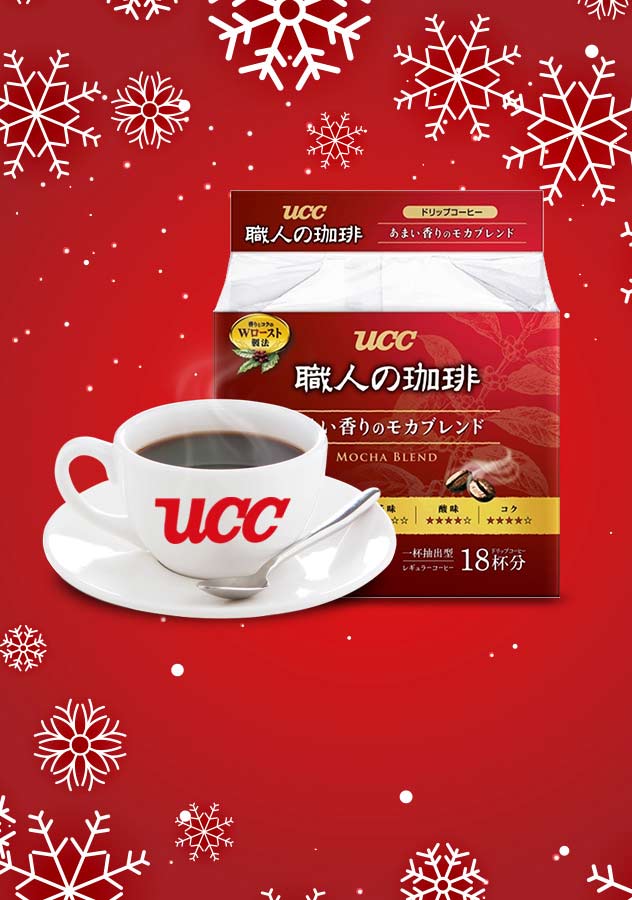 UCC
ドリップコーヒー
職人の珈琲
あまい香りのモカブレンド
香りとコクの
Wロースト
製法
UCC
職人の珈琲
まい香りのモカブレンド
MOCHA BLEND
味 酸味 コク
☆☆ ★★★★☆ ★★★★☆
一杯抽出型
レギュラーコーヒー
ドリップコーヒー
18杯分
UCC